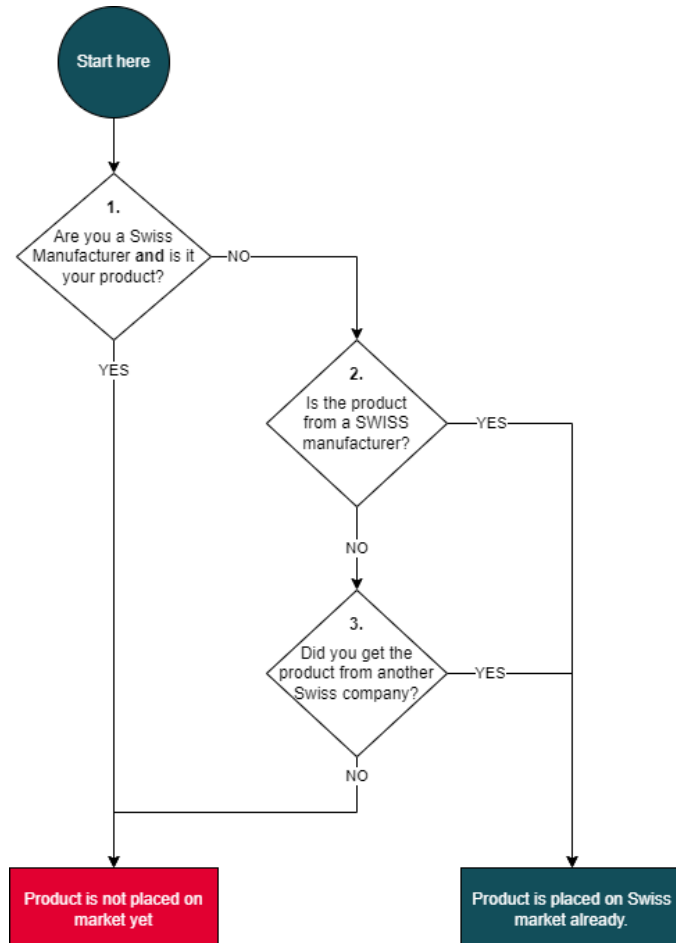 Start here
1.
Are you a Swiss
Manufacturer and is it
your product?
NO
YES
2.
Is the product
from a SWISS
manufacturer?
YES
NO
3.
Did you get the
product from another
Swiss company?
YES
NO
Product is not placed on
market yet
Product is placed on Swiss
market already.